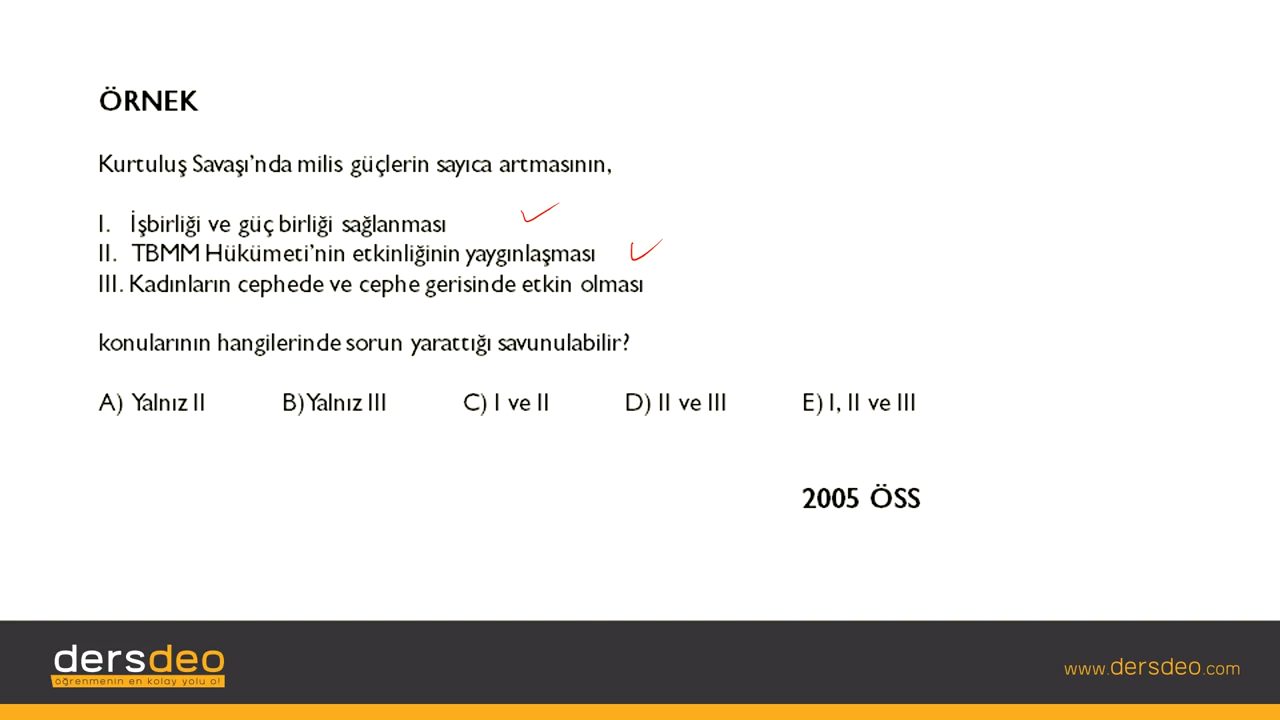 ÖRNEK
Kurtuluş Savaşı'nda milis güçlerin sayıca artmasının,
I. İşbirliği ve güç birliği sağlanması
II. TBMM Hükümeti'nin etkinliğinin yaygınlaşması
III. Kadınların cephede ve cephe gerisinde etkin olması
konularının hangilerinde sorun yarattığı savunulabilir?
A) Yalnız II B)Yalnız III C) I ve II D) II ve III E) I, II ve III
2005 ÖSS
dersdeo
öğrenmenin en kolay yolu o!
www.dersdeo.com